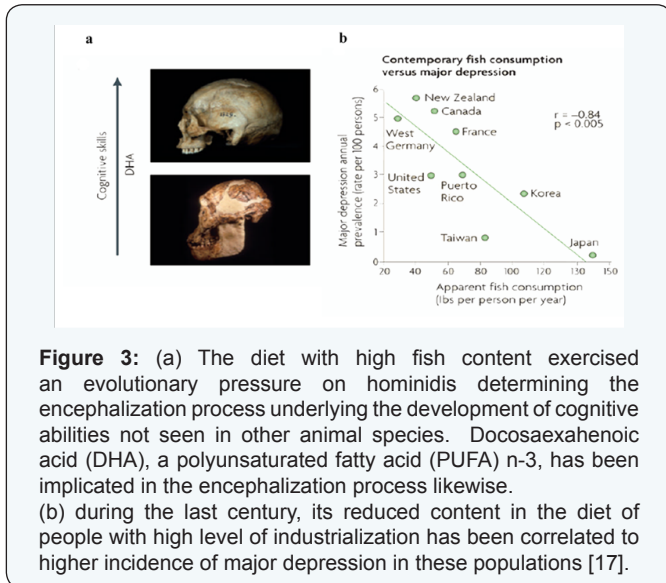 a
Cognitive skills
DHA
b
Contemporary fish consumption
versus major depression
Major depression annual
prevalence (rate per 100 persons)
6
5
4
3
2
1
0
New Zealand
Canada
r = –0.84
p < 0.005
West
Germany
France
United
States
Puerto
Rico
Korea
Taiwan
Japan
20 40 60 80 100 120 130 150
Apparent fish consumption
(lbs per person per year)
Figure 3: (a) The diet with high fish content exercised
an evolutionary pressure on hominidis determining the
encephalization process underlying the development of cognitive
abilities not seen in other animal species. Docosaexahenoic
acid (DHA), a polyunsaturated fatty acid (PUFA) n-3, has been
implicated in the encephalization process likewise.
(b) during the last century, its reduced content in the diet of
people with high level of industrialization has been correlated to
higher incidence of major depression in these populations [17].